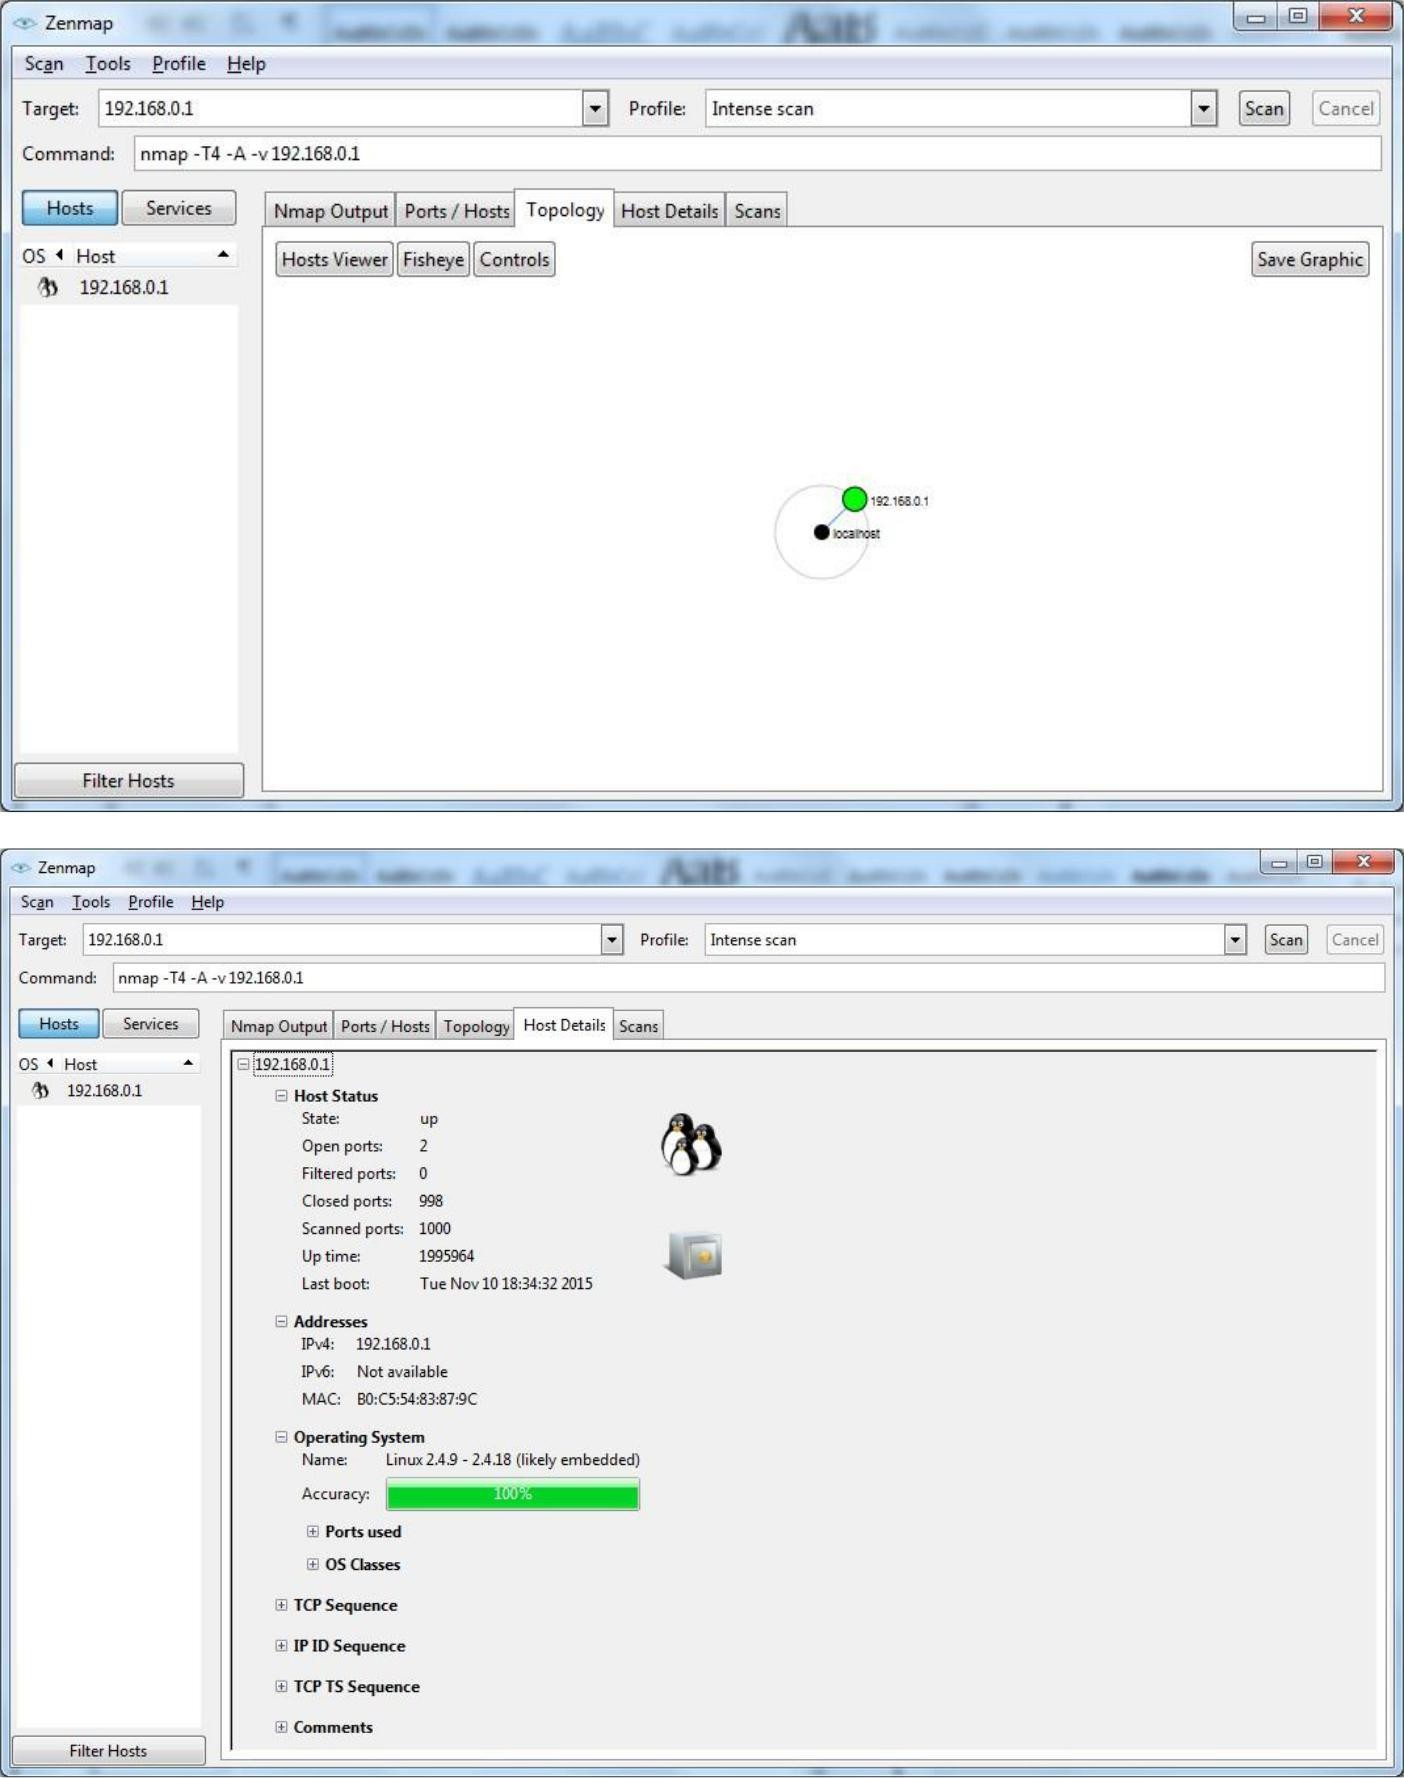 Zenmap
Scan Tools Profile Help
Target: 192.168.0.1 Profile: Intense scan Scan Cancel
Command: nmap -T4 -A -v 192.168.0.1
Hosts Services Nmap Output Ports / Hosts Topology Host Details Scans
OS Host Hosts Viewer Fisheye Controls Save Graphic
192.168.0.1
192.168.0.1
localhost
Filter Hosts
Zenmap
Scan Tools Profile Help
Target: 192.168.0.1 Profile: Intense scan Scan Cancel
Command: nmap -T4 -A -v 192.168.0.1
Hosts Services Nmap Output Ports / Hosts Topology Host Details Scans
OS Host
192.168.0.1
192.168.0.1
Host Status
State: up
Open ports: 2
Filtered ports: 0
Closed ports: 998
Scanned ports: 1000
Up time: 1995964
Last boot: Tue Nov 10 18:34:32 2015
Addresses
IPv4: 192.168.0.1
IPv6: Not available
MAC: B0:C5:54:83:87:9C
Operating System
Name: Linux 2.4.9 - 2.4.18 (likely embedded)
Accuracy: 100%
Ports used
OS Classes
TCP Sequence
IP ID Sequence
TCP TS Sequence
Comments
Filter Hosts